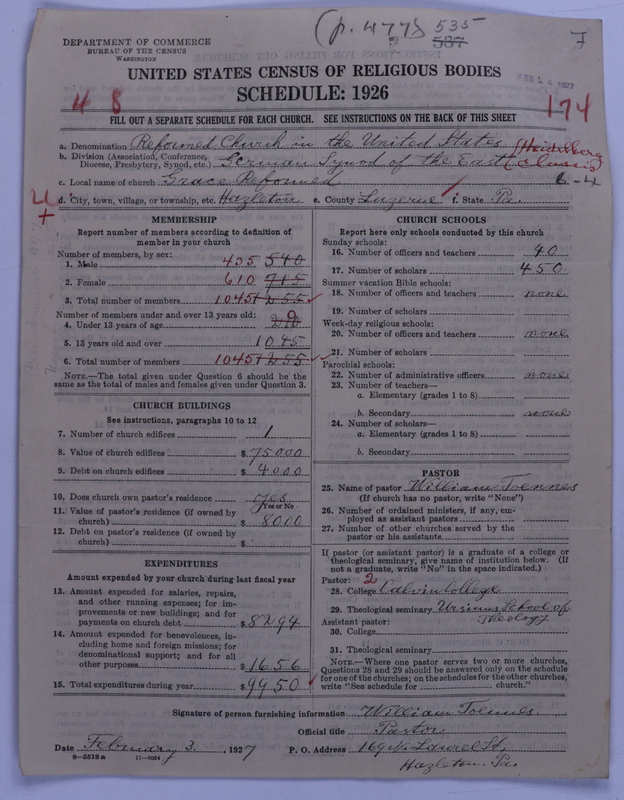 (p. 477) 535
537
7
DEPARTMENT OF COMMERCE
BUREAU OF THE CENSUS
WASHINGTON
UNITED STATES CENSUS OF RELIGIOUS BODIES
SCHEDULE: 1926
4 8
174
FILL OUT A SEPARATE SCHEDULE FOR EACH CHURCH. SEE INSTRUCTIONS ON THE BACK OF THIS SHEET
a. Denomination Reformed Church in the United States
b. Division (Association, Conference, Diocese, Presbytery, Synod, etc.) German Synod of the East (Heidelberg Classis)
c. Local name of church Grace Reformed 6-4
d. City, town, village, or township, etc. Hazleton e. County Luzerne f. State Pa.
MEMBERSHIP
Report number of members according to definition of
member in your church
Number of members, by sex:
1. Male 435 540
2. Female 610 715
3. Total number of members 1045 1255
Number of members under and over 13 years old:
4. Under 13 years of age 210 0
5. 13 years old and over 1045
6. Total number of members 1045 1255
NOTE.—The total given under Question 6 should be the
same as the total of males and females given under Question 3.
CHURCH BUILDINGS
See instructions, paragraphs 10 to 12
7. Number of church edifices 1
8. Value of church edifices $75000
9. Debt on church edifices $4000
10. Does church own pastor's residence yes
Yes or No
11. Value of pastor's residence (if owned by
church) $8000
12. Debt on pastor's residence (if owned by
church) $
EXPENDITURES
Amount expended by your church during last fiscal year
13. Amount expended for salaries, repairs,
and other running expenses; for im-
provements or new buildings; and for
payments on church debt $8294
14. Amount expended for benevolences, in-
cluding home and foreign missions; for
denominational support; and for all
other purposes $1656
15. Total expenditures during year $9950
CHURCH SCHOOLS
Report here only schools conducted by this church
Sunday schools:
16. Number of officers and teachers 40
17. Number of scholars 450
Summer vacation Bible schools:
18. Number of officers and teachers none
19. Number of scholars
Week-day religious schools:
20. Number of officers and teachers none
21. Number of scholars
Parochial schools:
22. Number of administrative officers none
23. Number of teachers—
a. Elementary (grades 1 to 8)
b. Secondary none
24. Number of scholars—
a. Elementary (grades 1 to 8)
b. Secondary
PASTOR
25. Name of pastor William Toennes
(If church has no pastor, write "None")
26. Number of ordained ministers, if any, em-
ployed as assistant pastors
27. Number of other churches served by the
pastor or his assistants
If pastor (or assistant pastor) is a graduate of a college or
theological seminary, give name of institution below. (If
not a graduate, write "No" in the space indicated.)
Pastor: 2
28. College Calvin College
29. Theological seminary Ursinus School of Theology
Assistant pastor:
30. College
31. Theological seminary
NOTE.—Where one pastor serves two or more churches,
Questions 28 and 29 should be answered only on the schedule
for one of the churches; on the schedules for the other churches,
write "See schedule for church."
Signature of person furnishing information William Toennes
Official title Pastor
Date February 3, 1927 P. O. Address 169 N. Laurel St,
Hazleton. Pa.
8—5518a 11—9054